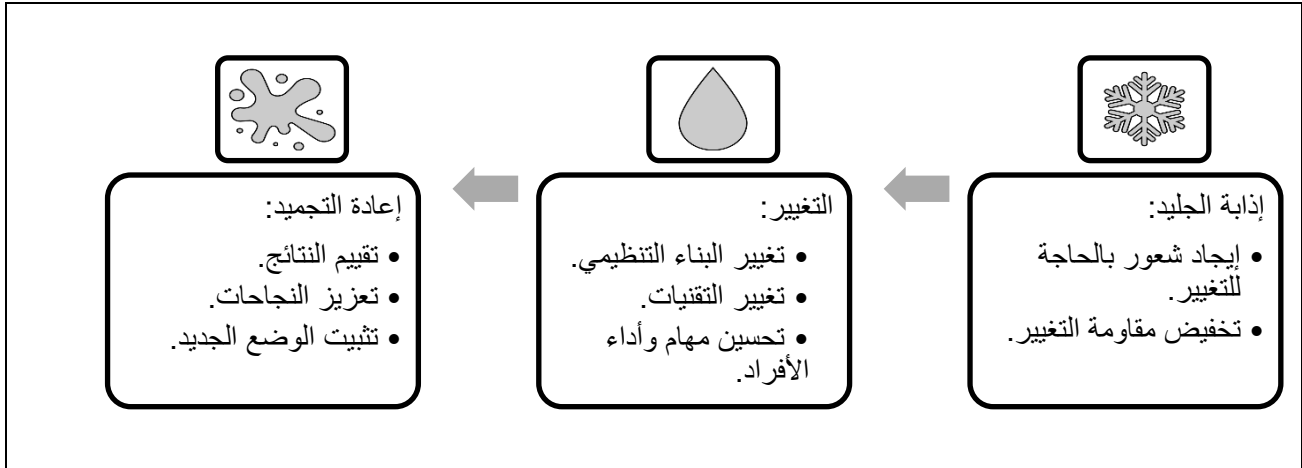 إذابة الجليد:
• إيجاد شعور بالحاجة
للتغيير.
• تخفيض مقاومة التغيير.
التغيير:
• تغيير البناء التنظيمي.
• تغيير التقنيات.
• تحسين مهام وأداء
الأفراد.
إعادة التجميد:
• تقييم النتائج.
• تعزيز النجاحات.
• تثبيت الوضع الجديد.